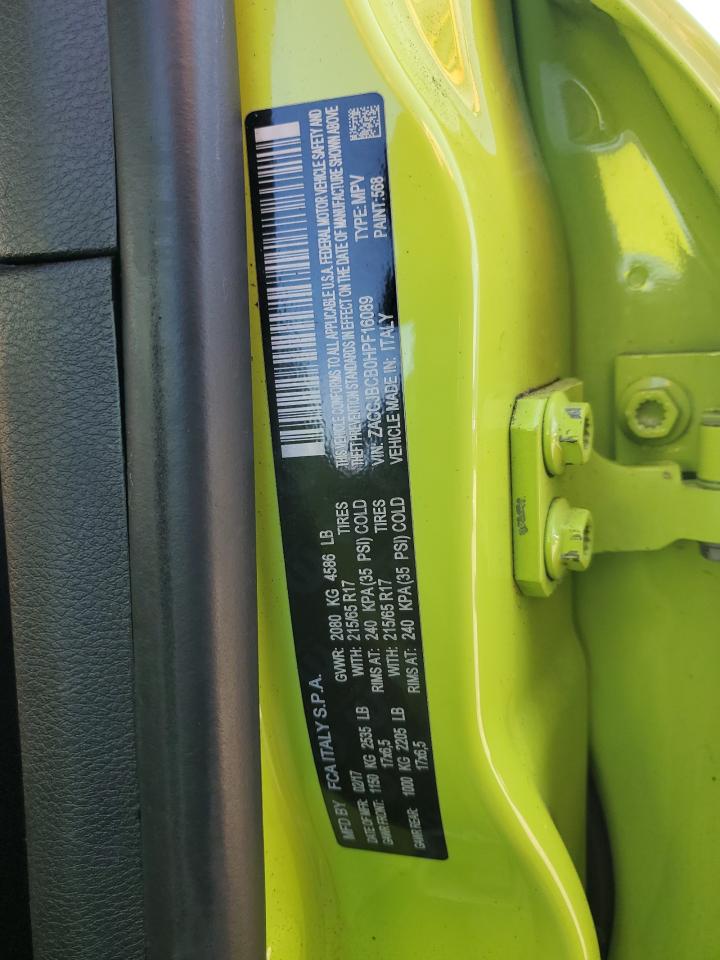 MFD BY FCA ITALY S.P.A.
DATE OF MFR: 02/17 GVWR: 2080 KG 4586 LB
GAWR FRONT: 1150 KG 2535 LB WITH: 215/65 R17 TIRES
17x6,5 RIMS AT: 240 KPA (35 PSI) COLD
GAWR REAR: 1000 KG 2205 LB WITH: 215/65 R17 TIRES
17x6,5 RIMS AT: 240 KPA (35 PSI) COLD
THIS VEHICLE CONFORMS TO ALL APPLICABLE U.S.A. FEDERAL MOTOR VEHICLE SAFETY AND
THEFT PREVENTION STANDARDS IN EFFECT ON THE DATE OF MANUFACTURE SHOWN ABOVE
VIN: ZACCJBCB0HPF16089 TYPE: MPV
VEHICLE MADE IN: ITALY PAINT: 568